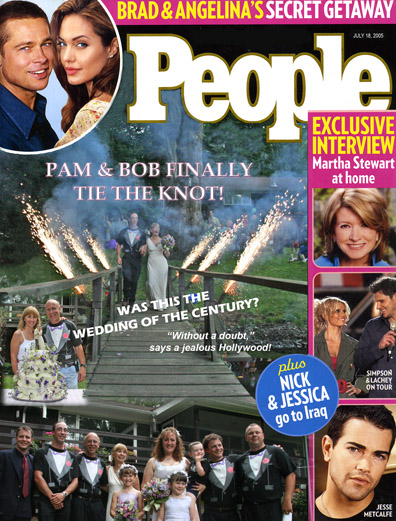 BRAD & ANGELINA'S SECRET GETAWAY
People
JULY 18, 2005
EXCLUSIVE
INTERVIEW
Martha Stewart
at home
PAM & BOB FINALLY
TIE THE KNOT!
WAS THIS THE
WEDDING OF THE CENTURY?
"Without a doubt,"
says a jealous Hollywood!
SIMPSON
& LACHEY
ON TOUR
plus
NICK
& JESSICA
go to Iraq
JESSE
METCALFE